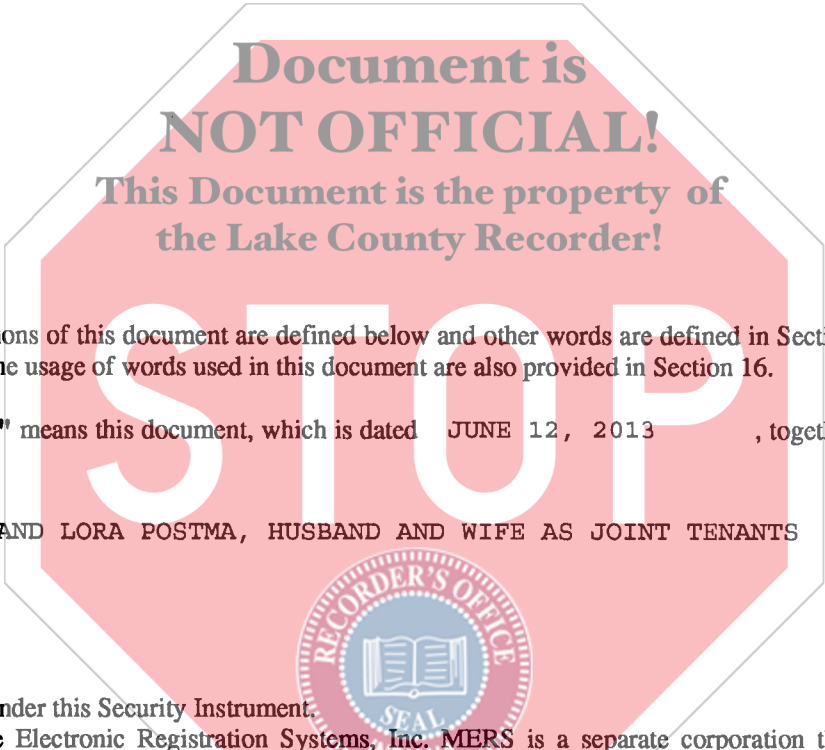 Document is
NOT OFFICIAL!
This Document is the property of
the Lake County Recorder!
ons of this document are defined below and other words are defined in Secti
e usage of words used in this document are also provided in Section 16.
STOP
" means this document, which is dated JUNE 12, 2013 , toget
AND LORA POSTMA, HUSBAND AND WIFE AS JOINT TENANTS
RECORDER'S OFFICE
SEAL
nder this Security Instrument.
Electronic Registration Systems, Inc. MERS is a separate corporation t